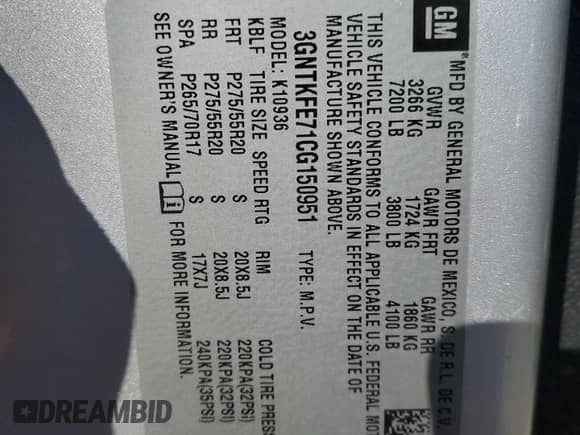 GM
®MFD BY GENERAL MOTORS DE MEXICO, S. DE R.L. DE C.V.
GVWR GAWR FRT GAWR RR
3266 KG 1724 KG 1860 KG
7200 LB 3800 LB 4100 LB
THIS VEHICLE CONFORMS TO ALL APPLICABLE U.S. FEDERAL MOT
VEHICLE SAFETY STANDARDS IN EFFECT ON THE DATE OF
MANUFACTURE SHOWN ABOVE.
3GNTKFE71CG150951 TYPE: M.P.V.
MODEL: K10936
KBLF TIRE SIZE SPEED RTG RIM COLD TIRE PRESS
FRT P275/55R20 S 20X8.5J 220KPA(32PSI)
RR P275/55R20 S 20X8.5J 220KPA(32PSI)
SPA P265/70R17 S 17X7J 240KPA(35PSI)
SEE OWNER'S MANUAL FOR MORE INFORMATION.
DREAMBID